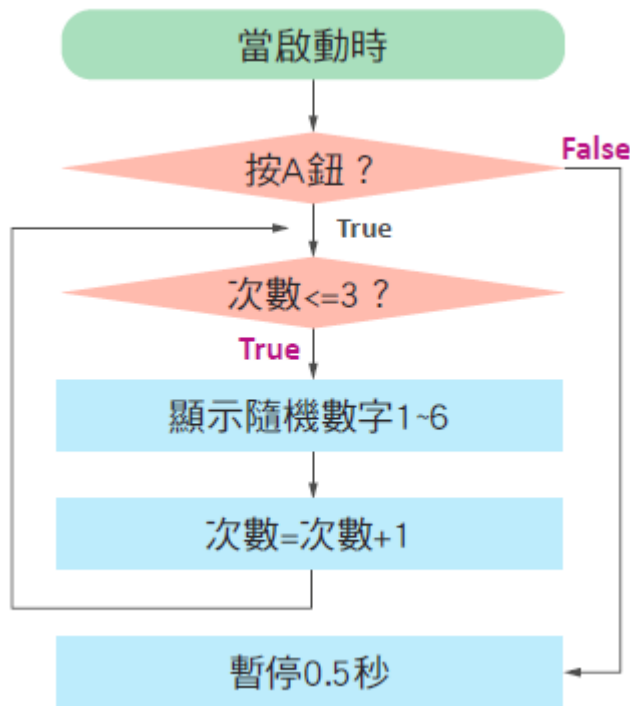 當啟動時
按A鈕？
False
True
次數<=3？
True
顯示隨機數字1~6
次數=次數+1
暫停0.5秒